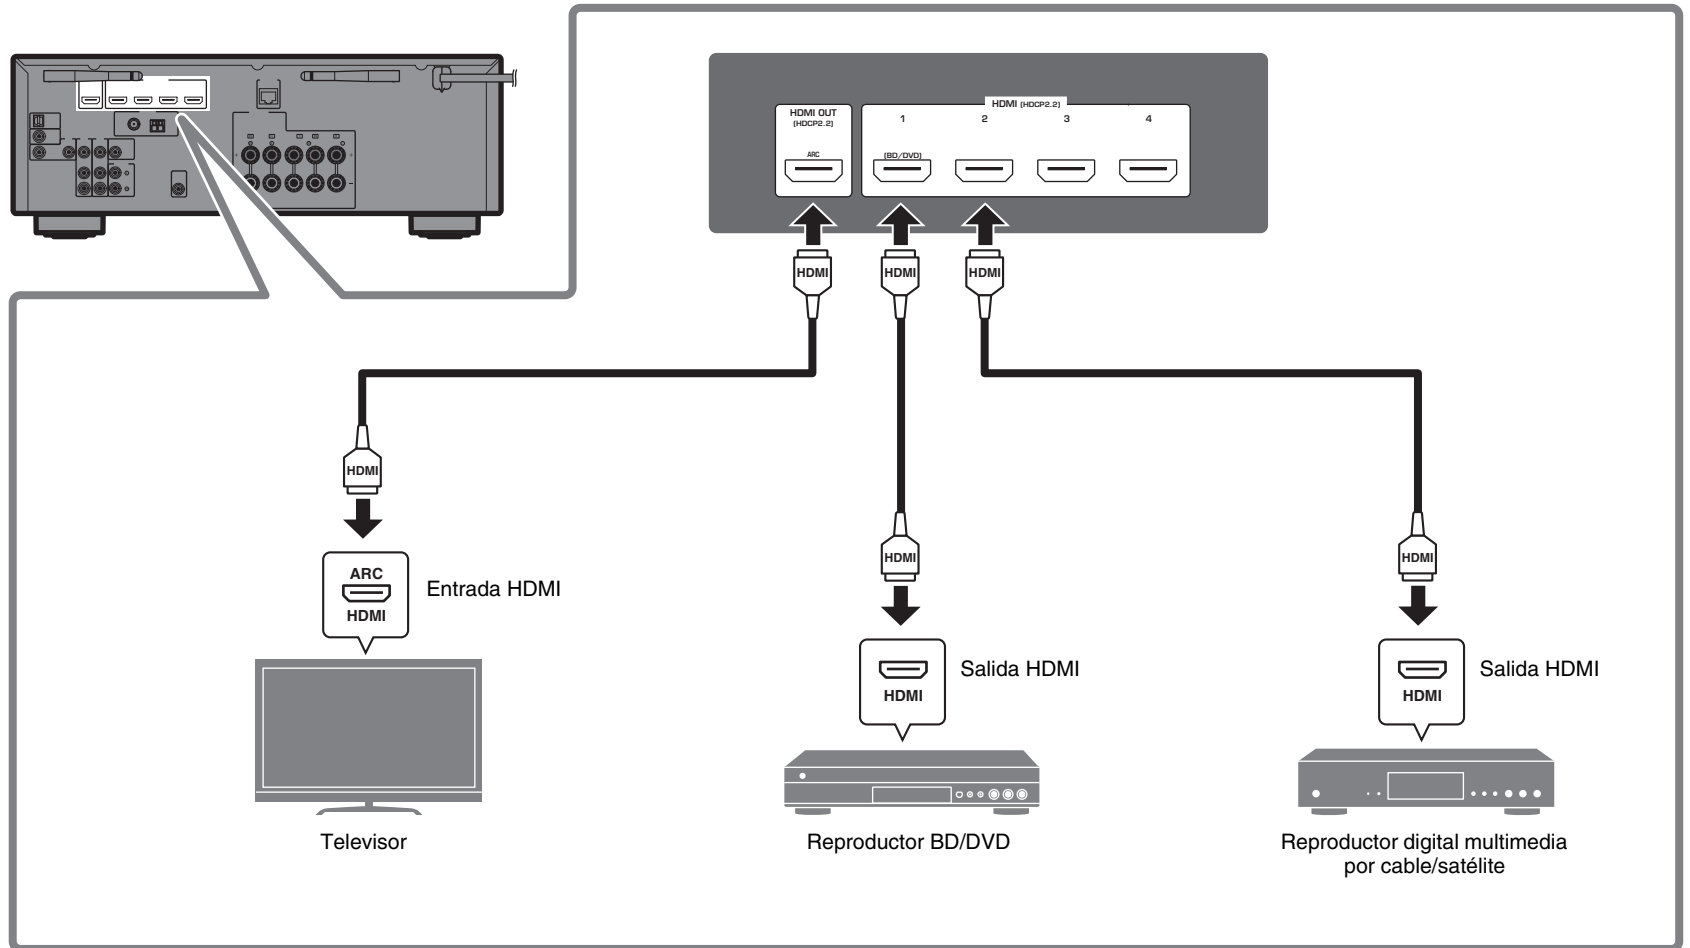 HDMI OUT
(HDCP2.2)
ARC
HDMI (HDCP2.2)
1
2
3
4
(BD/DVD)
HDMI
HDMI
HDMI
HDMI
HDMI
HDMI
ARC
HDMI
Entrada HDMI
HDMI
Salida HDMI
HDMI
Salida HDMI
Televisor
Reproductor BD/DVD
Reproductor digital multimedia
por cable/satélite